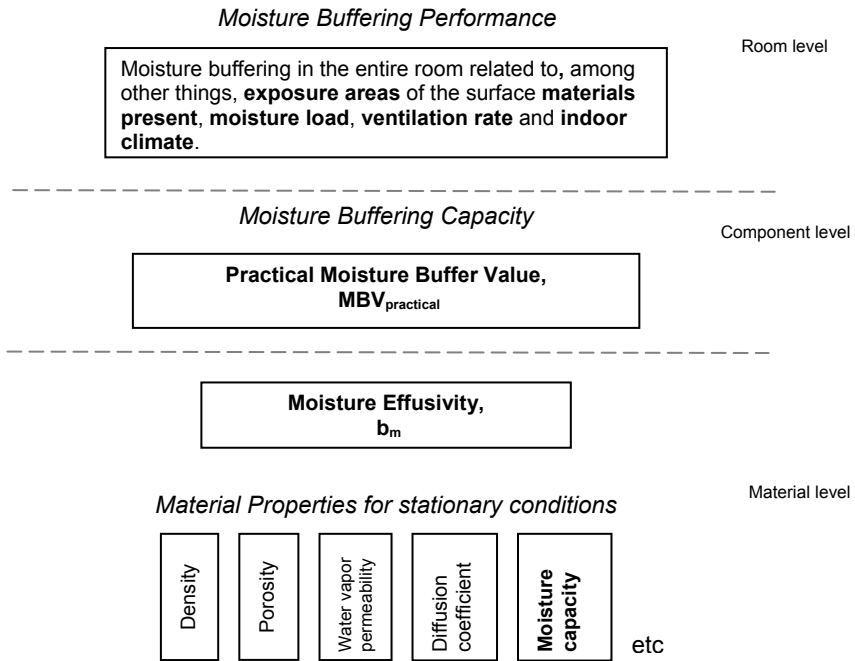 Moisture Buffering Performance
Room level
Moisture buffering in the entire room related to, among
other things, exposure areas of the surface materials
present, moisture load, ventilation rate and indoor
climate.
Moisture Buffering Capacity
Component level
Practical Moisture Buffer Value,
MBVpractical
Moisture Effusivity,
bm
Material Properties for stationary conditions
Material level
Density
Porosity
Water vapor
permeability
Diffusion
coefficient
Moisture
capacity
etc